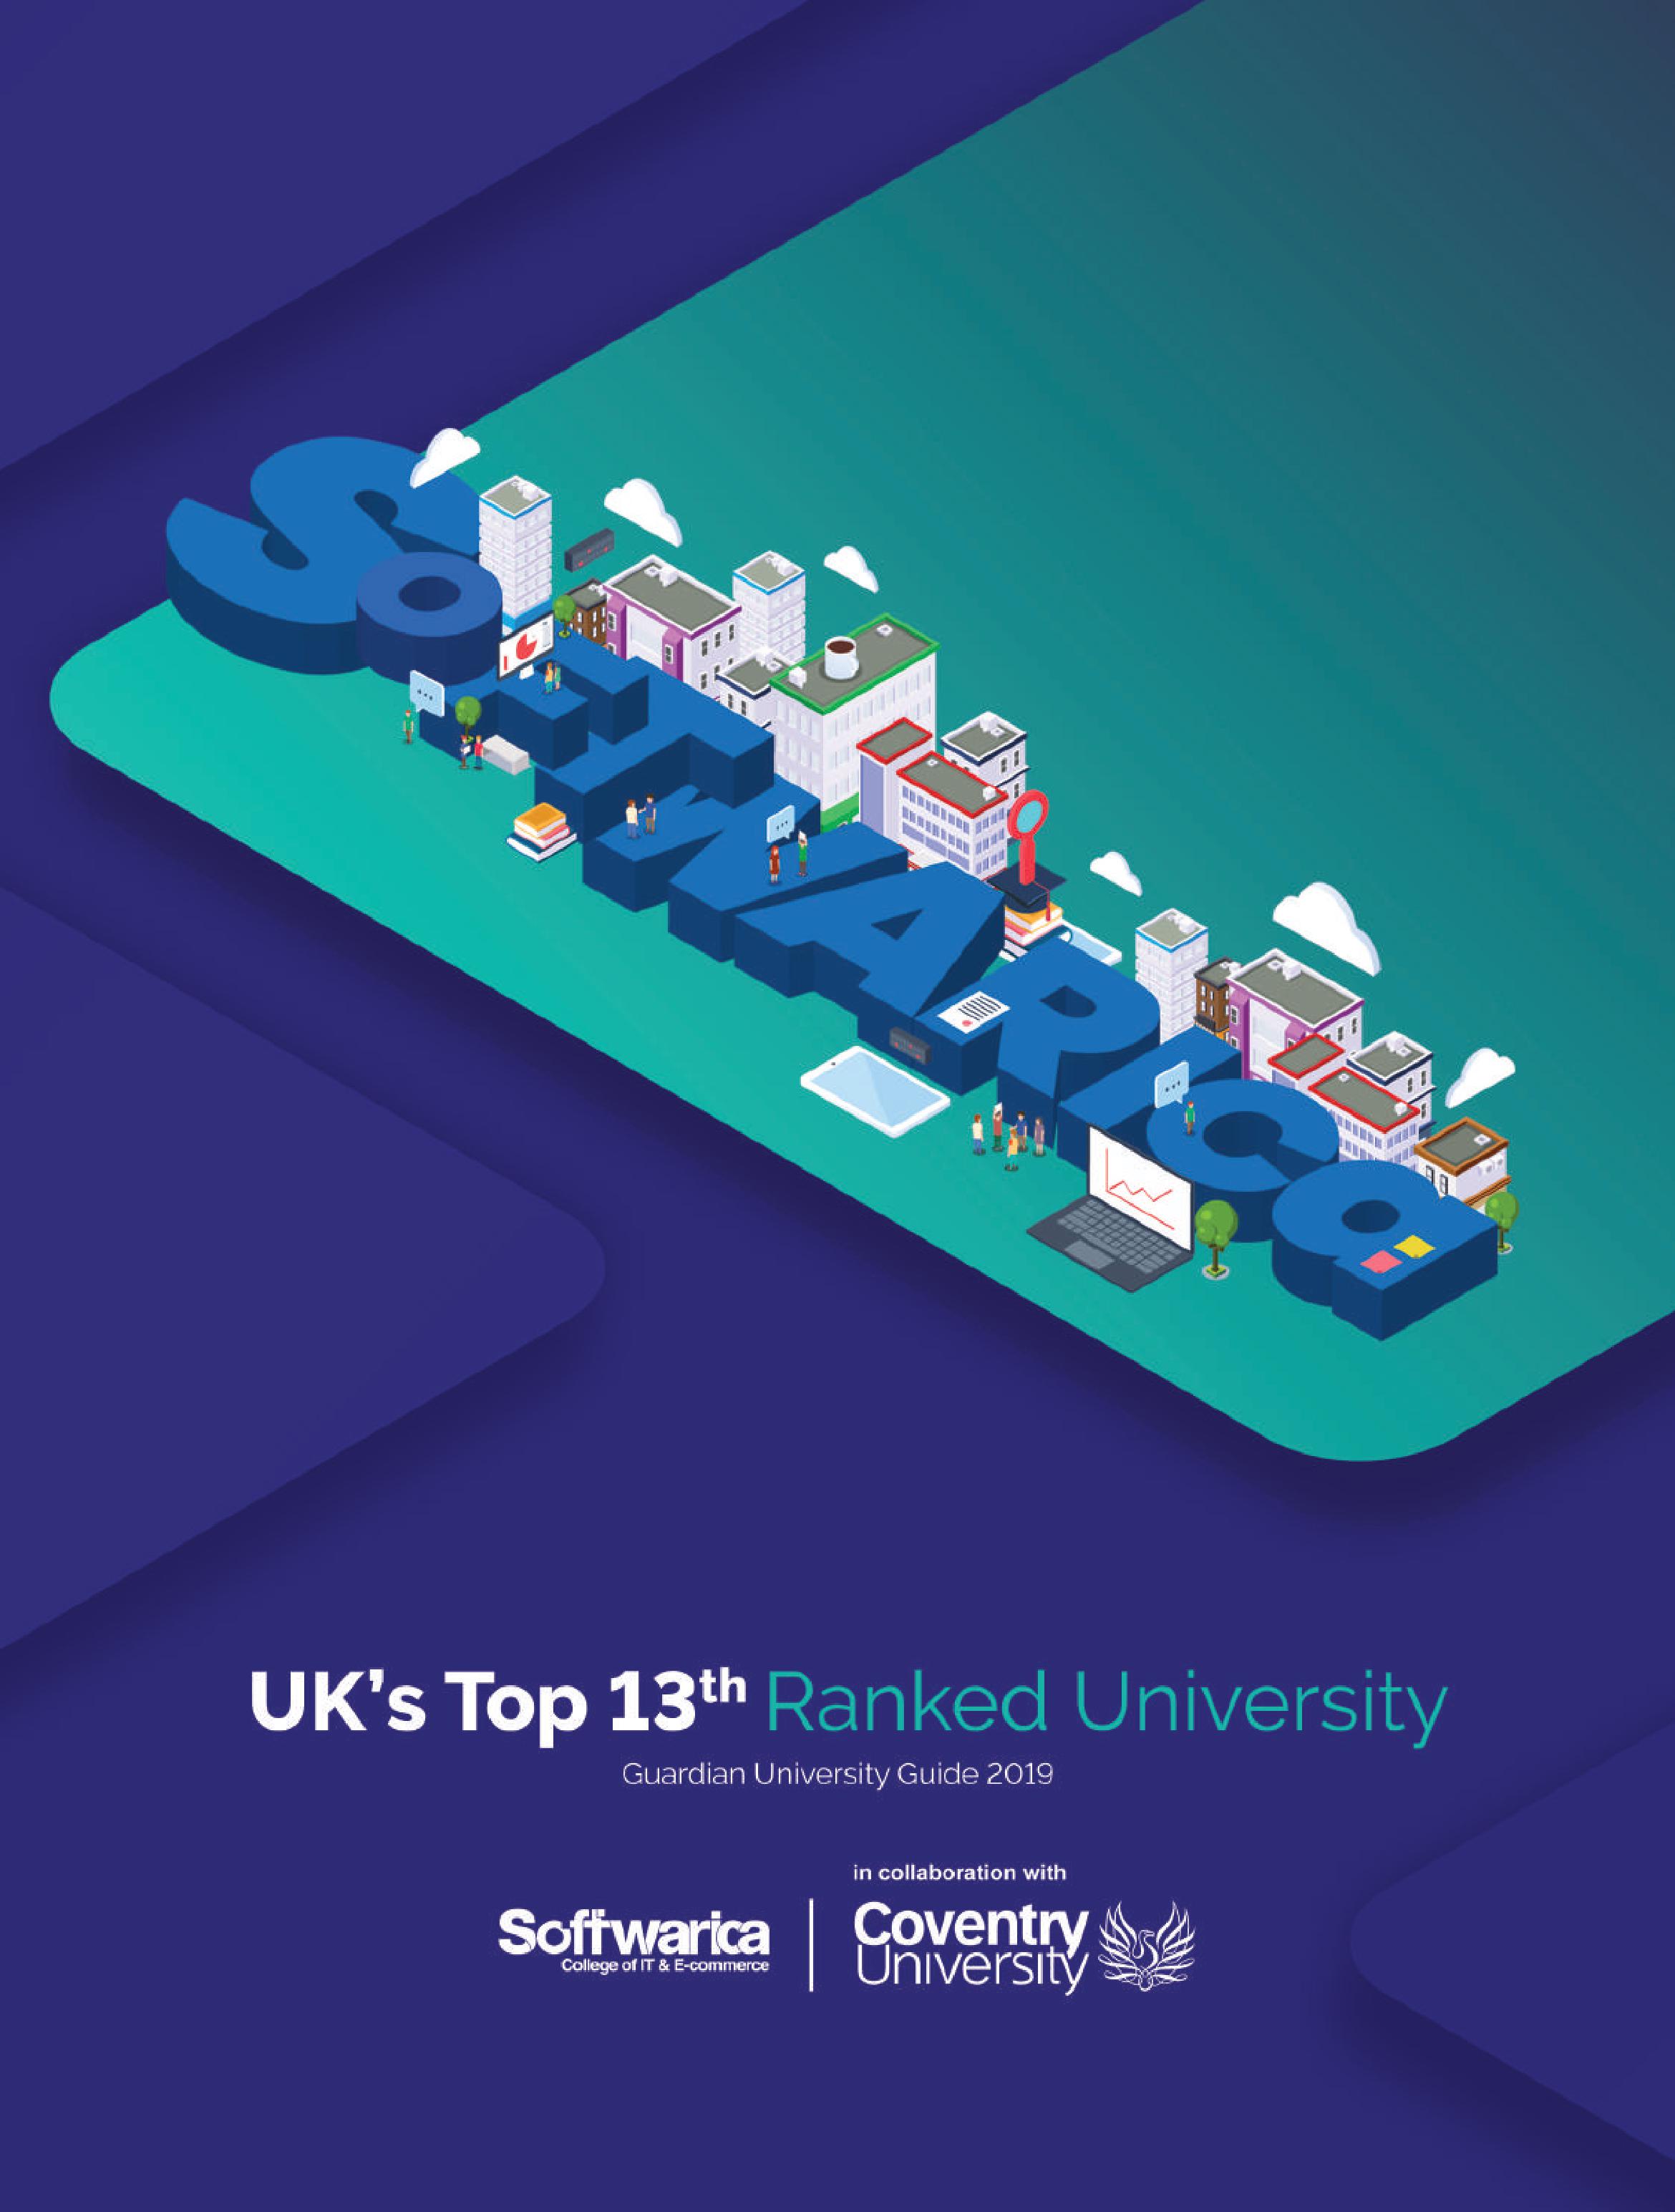 Softwarica
UK's Top 13th Ranked University
Guardian University Guide 2019
in collaboration with
Softwarica
College of IT & E-commerce
Coventry
University